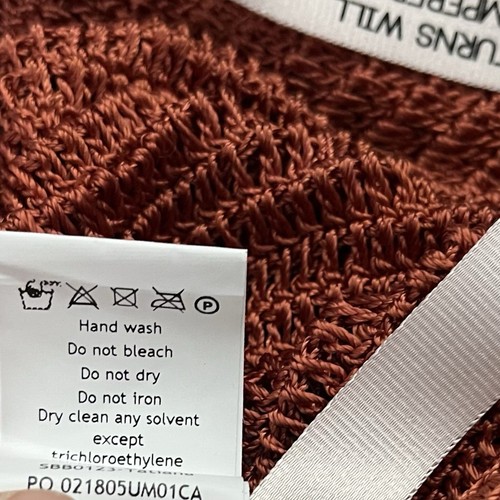 URNS WILL
P
Hand wash
Do not bleach
Do not dry
Do not iron
Dry clean any solvent
except
trichloroethylene
PO 021805UM01CA